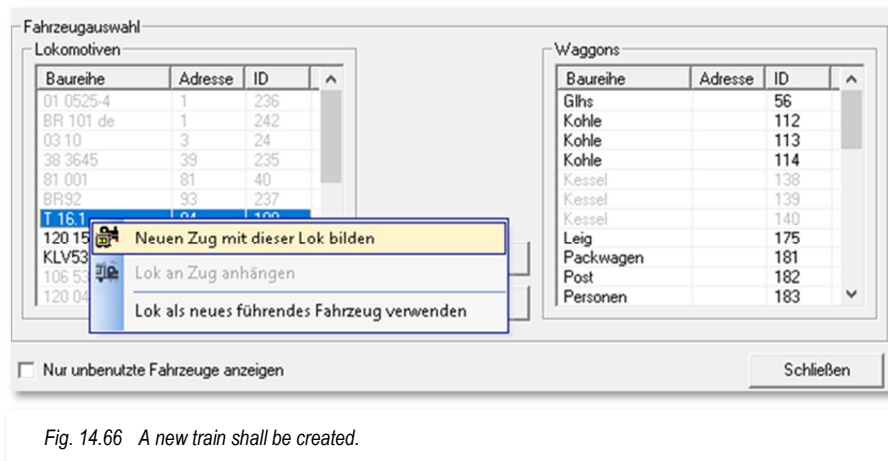 Fahrzeugauswahl
Lokomotiven
Baureihe Adresse ID
01 0525-4 1 236
BR 101 de 1 242
03 10 3 24
38 3645 39 235
81 001 81 40
BR92 93 237
T 16.1
120 15
KLV53
106 53
120 04
Neuen Zug mit dieser Lok bilden
Lok an Zug anhängen
Lok als neues führendes Fahrzeug verwenden
Waggons
Baureihe Adresse ID
Glhs 56
Kohle 112
Kohle 113
Kohle 114
Kessel 138
Kessel 139
Kessel 140
Leig 175
Packwagen 181
Post 182
Personen 183
Nur unbenutzte Fahrzeuge anzeigen
Schließen
Fig. 14.66 A new train shall be created.